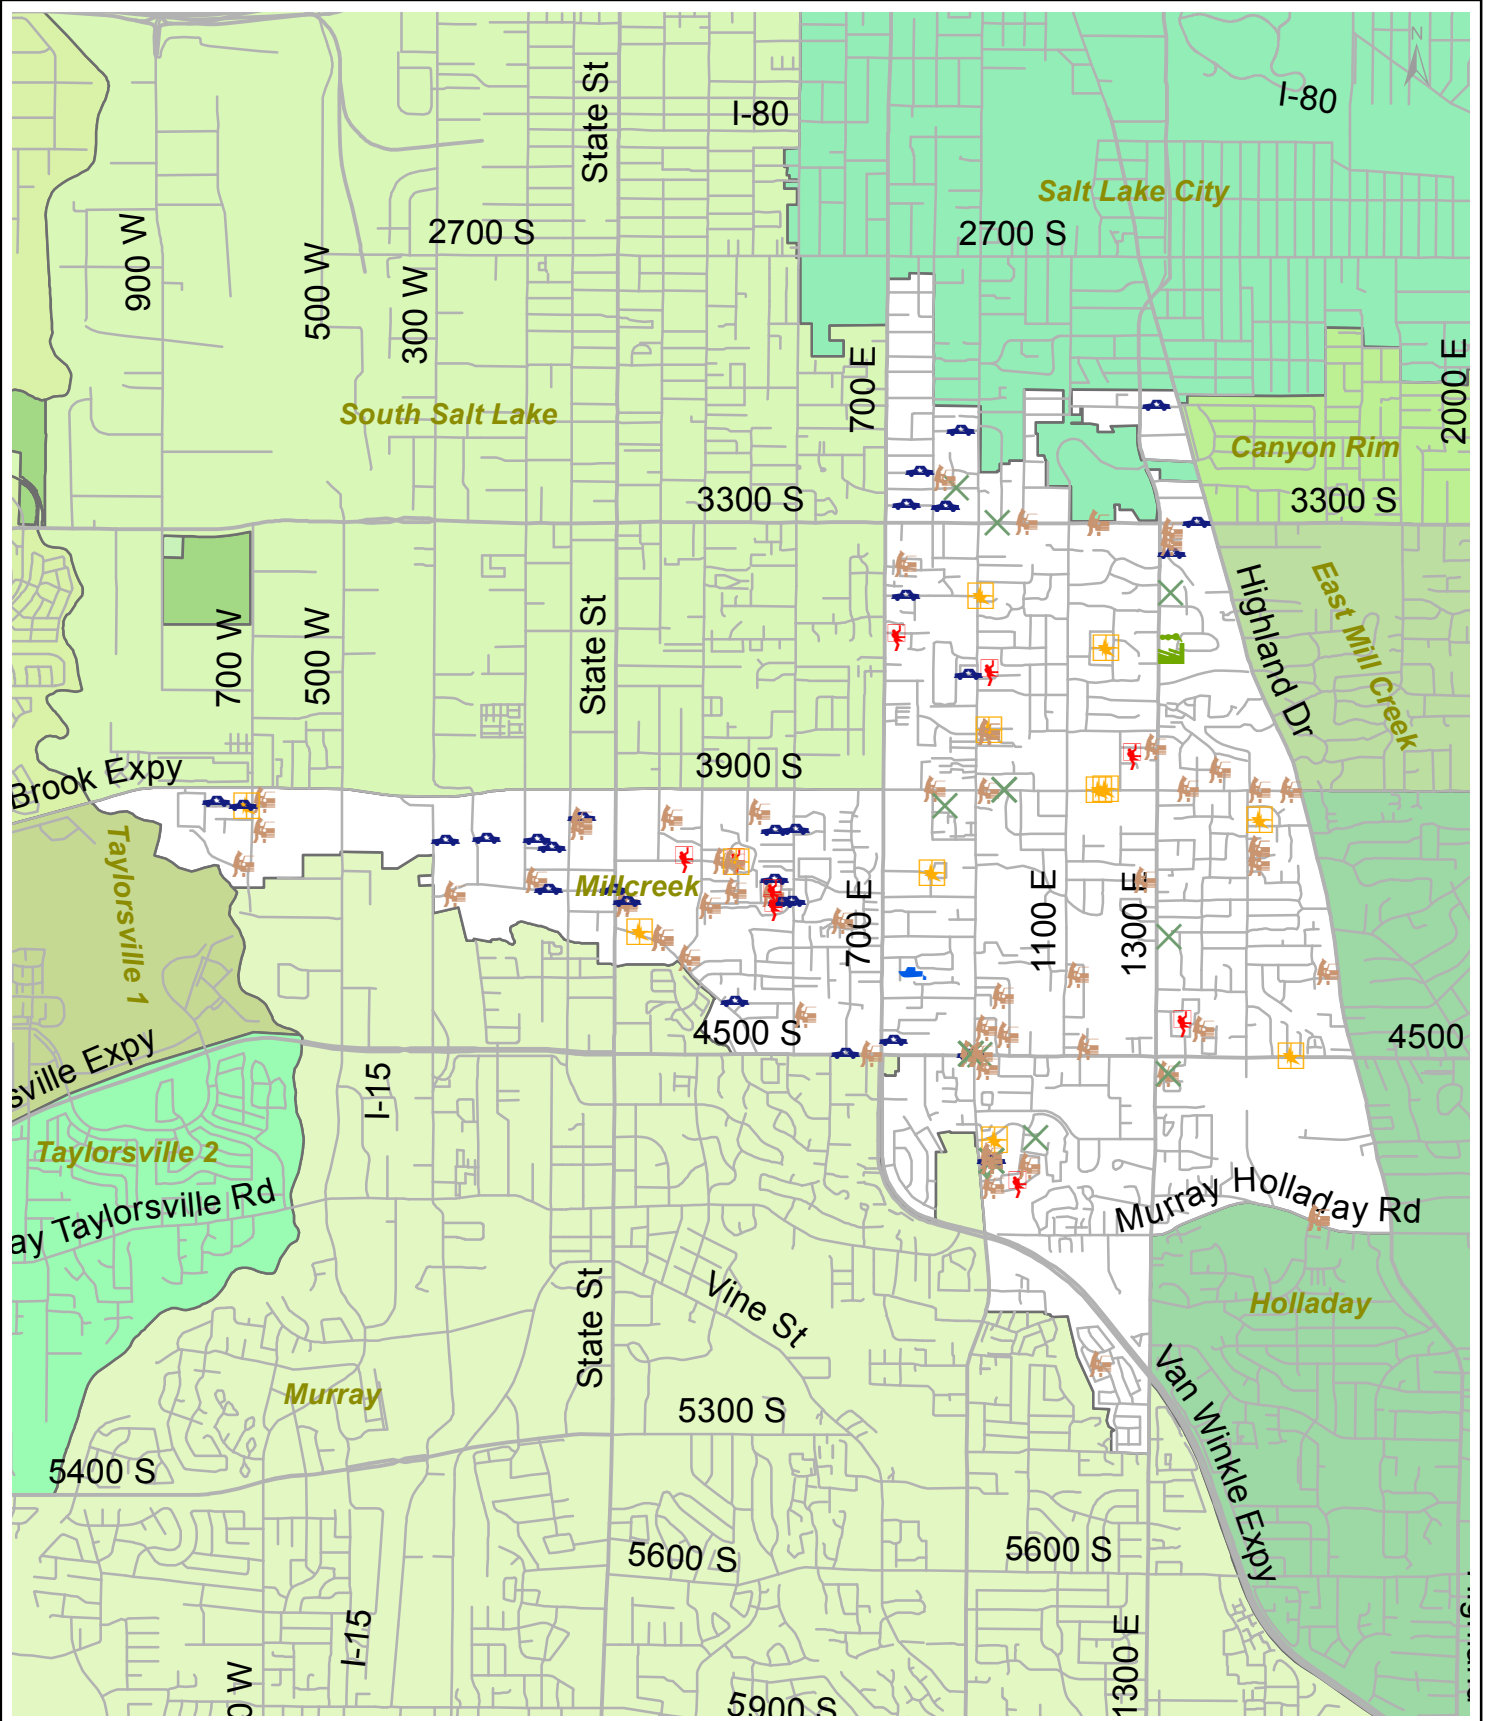 N
I-80
State St
I-80
Salt Lake City
900 W
2700 S
2700 S
500 W
300 W
700 E
2000 E
South Salt Lake
Canyon Rim
3300 S
3300 S
Highland Dr
East Mill Creek
700 W
500 W
State St
3900 S
Brook Expy
Taylorsville 1
Millcreek
700 E
1100 E
1300 E
4500 S
4500
sville Expy
I-15
Taylorsville 2
ay Taylorsville Rd
Murray Holladay Rd
Vine St
State St
Holladay
Murray
5300 S
Van Winkle Expy
5400 S
5600 S
5600 S
I-15
1300 E
0 W
5900 S